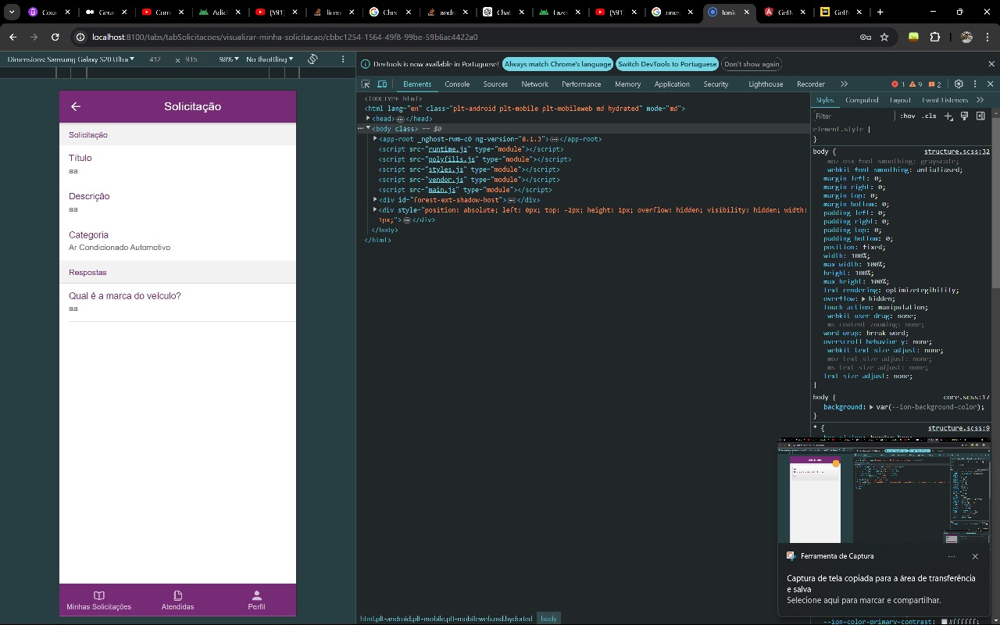 Cour
Gera
Curr
Adici
(591)
licen
Chec
andr
Chat
Fazer
(591)
ones
Ionic
GetN
GetN
localhost:8100/tabs/tabSolicitacoes/visualizar-minha-solicitacao/cbbc1254-1564-49f8-99be-59b6ac4422a0
Dimensions: Samsung Galaxy S20 Ultra 412 x 915 98% No throttling
DevTools is now available in Portuguese! Always match Chrome's language Switch DevTools to Portuguese Don't show again
Elements Console Sources Network Performance Memory Application Security Lighthouse Recorder 3 9 2
Solicitação
Solicitação
Título
aa
Descrição
aa
Categoria
Ar Condicionado Automotivo
Respostas
Qual é a marca do veículo?
aa
Minhas Solicitações Atendidas Perfil
<!DOCTYPE html>
<html lang="en" class="plt-android plt-mobile plt-mobileweb md hydrated" mode="md">
<head> </head>
<body class> == $0
<app-root _nghost-rwm-c0 ng-version="8.1.3"> </app-root>
<script src="runtime.js" type="module"></script>
<script src="polyfills.js" type="module"></script>
<script src="styles.js" type="module"></script>
<script src="vendor.js" type="module"></script>
<script src="main.js" type="module"></script>
<div id="forest-ext-shadow-host"> </div>
<div style="position: absolute; left: 0px; top: -2px; height: 1px; overflow: hidden; visibility: hidden; width:
1px;"> </div>
</body>
</html>
html.plt-android.plt-mobile.plt-mobileweb.md.hydrated body
Styles Computed Layout Event Listeners
Filter :hov .cls
element.style {
}
body { structure.scss:32
-moz-osx-font-smoothing: grayscale;
-webkit-font-smoothing: antialiased;
margin-left: 0;
margin-right: 0;
margin-top: 0;
margin-bottom: 0;
padding-left: 0;
padding-right: 0;
padding-top: 0;
padding-bottom: 0;
position: fixed;
width: 100%;
max-width: 100%;
height: 100%;
max-height: 100%;
text-rendering: optimizeLegibility;
overflow: hidden;
touch-action: manipulation;
-webkit-user-drag: none;
-ms-content-zooming: none;
word-wrap: break-word;
overscroll-behavior-y: none;
-webkit-text-size-adjust: none;
-moz-text-size-adjust: none;
-ms-text-size-adjust: none;
text-size-adjust: none;
}
body { core.scss:17
background: var(--ion-background-color);
}
* { structure.scss:9
Ferramenta de Captura
Captura de tela copiada para a área de transferência
e salva
Selecione aqui para marcar e compartilhar.
--ion-color-primary-contrast: #ffffff;